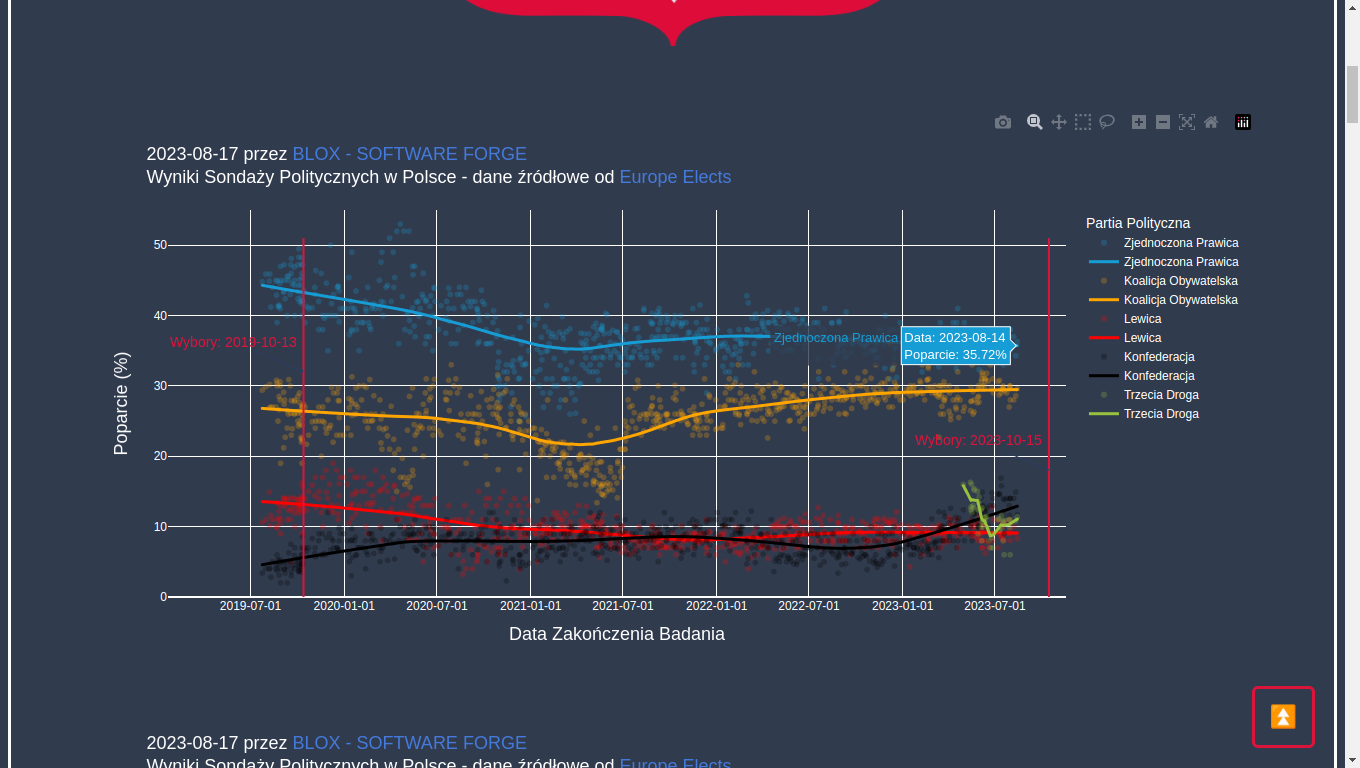 2023-08-17 przez BLOX - SOFTWARE FORGE
Wyniki Sondaży Politycznych w Polsce - dane źródłowe od Europe Elects
Partia Polityczna
Zjednoczona Prawica
Zjednoczona Prawica
Koalicja Obywatelska
Koalicja Obywatelska
Lewica
Lewica
Konfederacja
Konfederacja
Trzecia Droga
Trzecia Droga
Poparcie (%)
50
40
30
20
10
0
Wybory: 2019-10-13
Zjednoczona Prawica
Data: 2023-08-14
Poparcie: 35.72%
Wybory: 2023-10-15
2019-07-01
2020-01-01
2020-07-01
2021-01-01
2021-07-01
2022-01-01
2022-07-01
2023-01-01
2023-07-01
Data Zakończenia Badania
2023-08-17 przez BLOX - SOFTWARE FORGE
Wyniki Sondaży Politycznych w Polsce - dane źródłowe od Europe Elects